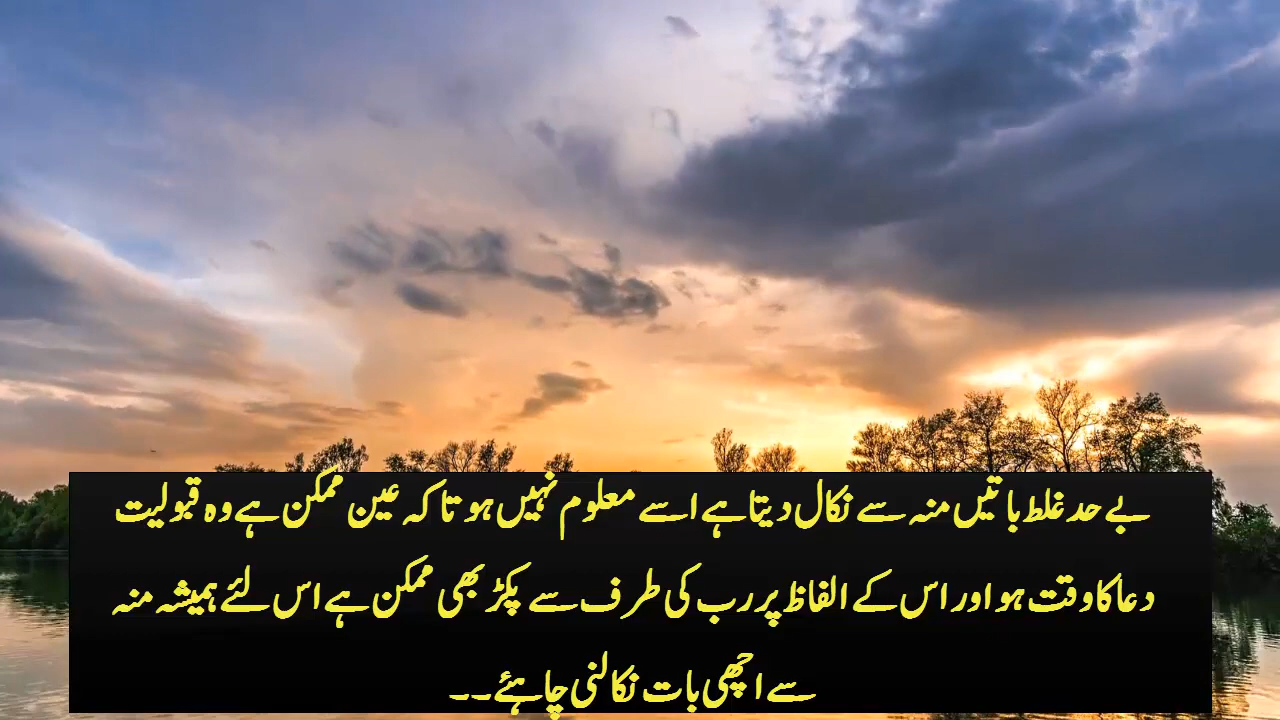 بے حد غلط باتیں منہ سے نکال دیتا ہے اسے معلوم نہیں ہوتا کہ عین ممکن ہے وہ قبولیت
دعا کا وقت ہو اور اس کے الفاظ پر رب کی طرف سے پکڑ بھی ممکن ہے اس لئے ہمیشہ منہ
سے اچھی بات نکالنی چاہئے۔۔